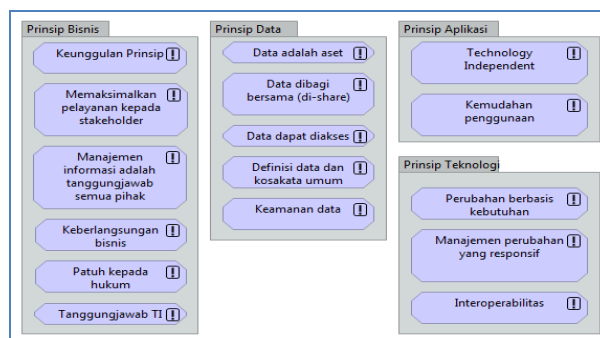 Prinsip Bisnis
Keunggulan Prinsip
Memaksimalkan
pelayanan kepada
stakeholder
Manajemen
informasi adalah
tanggungjawab
semua pihak
Keberlangsungan
bisnis
Patuh kepada
hukum
Tanggungjawab TI
Prinsip Data
Data adalah aset
Data dibagi
bersama (di-share)
Data dapat diakses
Definisi data dan
kosakata umum
Keamanan data
Prinsip Aplikasi
Technology
Independent
Kemudahan
penggunaan
Prinsip Teknologi
Perubahan berbasis
kebutuhan
Manajemen perubahan
yang responsif
Interoperabilitas